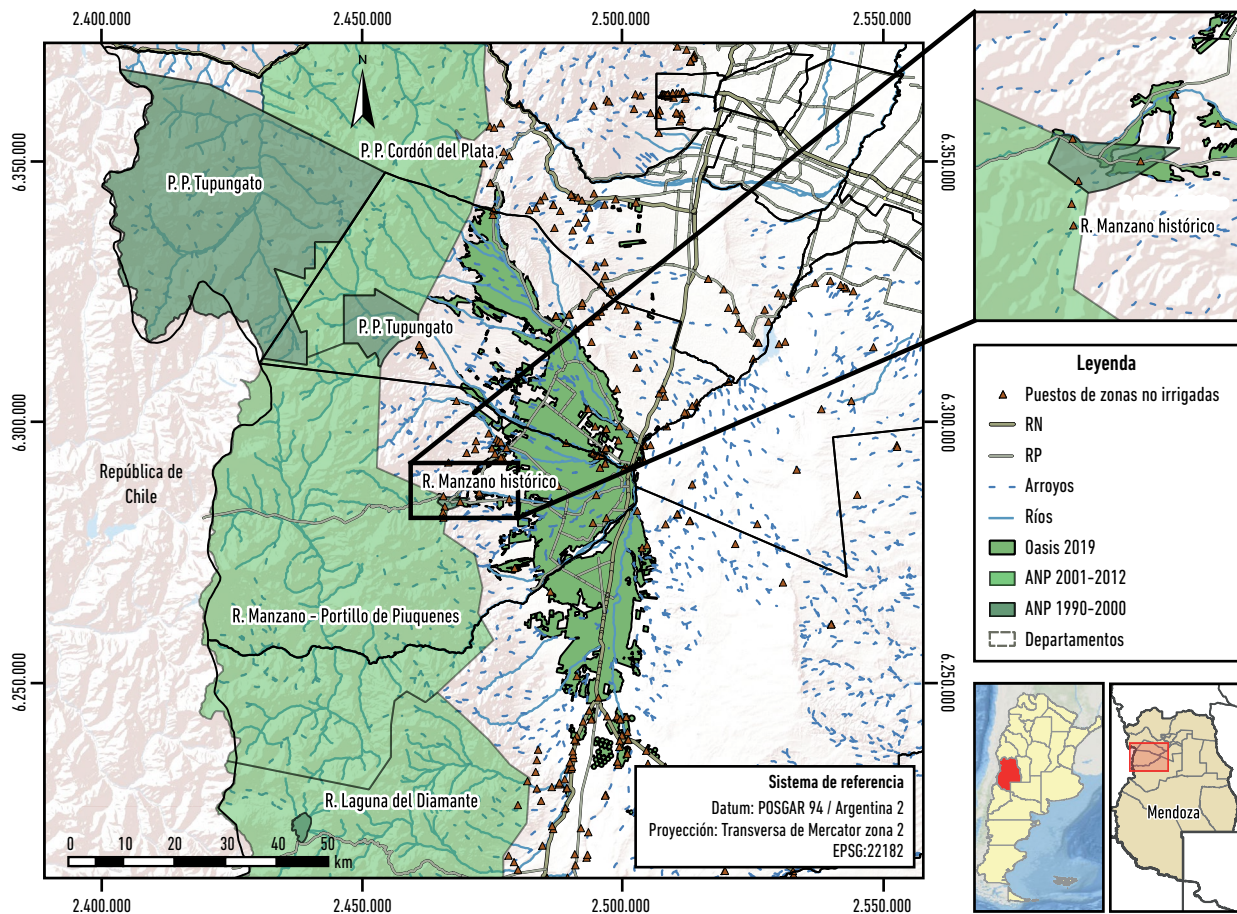 2.400.000
2.450.000
2.500.000
2.550.000
N
P. P. Cordón del Plata
6.350.000
6.350.000
P. P. Tupungato
R. Manzano histórico
P. P. Tupungato
Leyenda
Puestos de zonas no irrigadas
RN
RP
Arroyos
Ríos
Oasis 2019
ANP 2001-2012
ANP 1990-2000
Departamentos
6.300.000
6.300.000
República de
Chile
R. Manzano histórico
R. Manzano - Portillo de Piuquenes
6.250.000
6.250.000
Sistema de referencia
Datum: POSGAR 94 / Argentina 2
Proyección: Transversa de Mercator zona 2
EPSG:22182
R. Laguna del Diamante
Mendoza
0 10 20 30 40 50
km
2.400.000
2.450.000
2.500.000
2.550.000